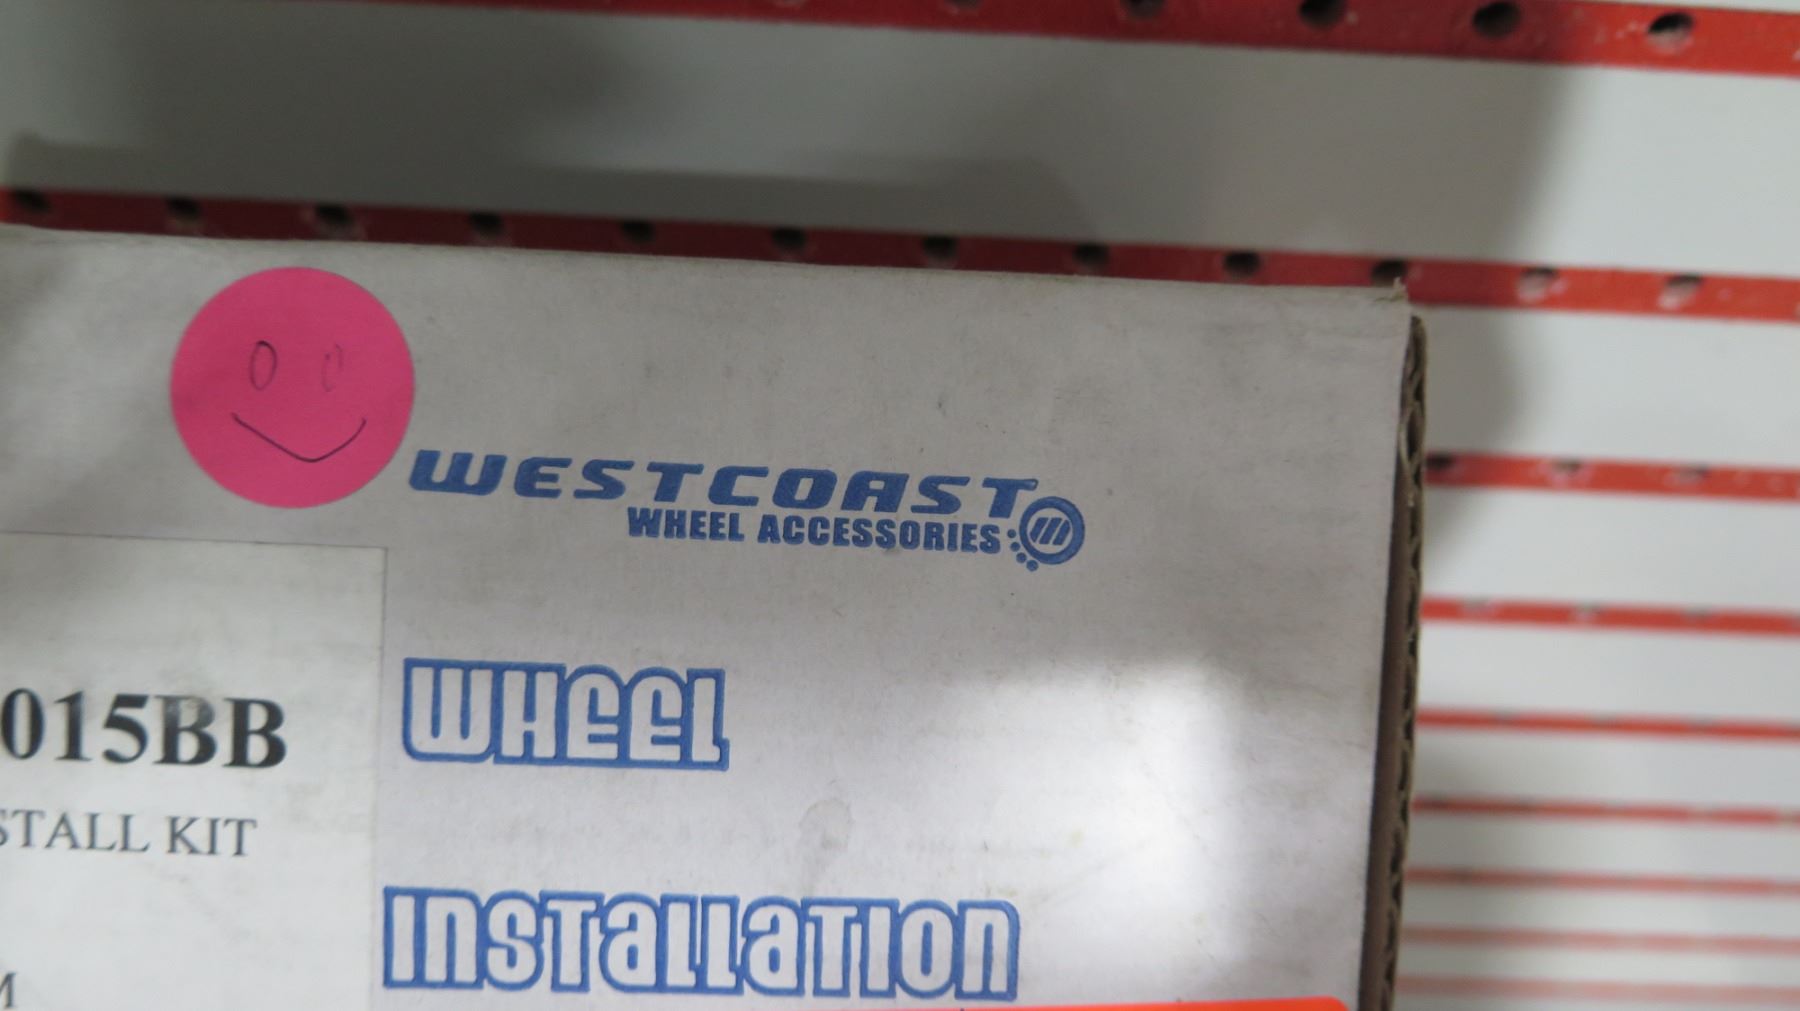 WESTCOAST
WHEEL ACCESSORIES
WHEEL
015BB
STALL KIT
INSTALLATION
M